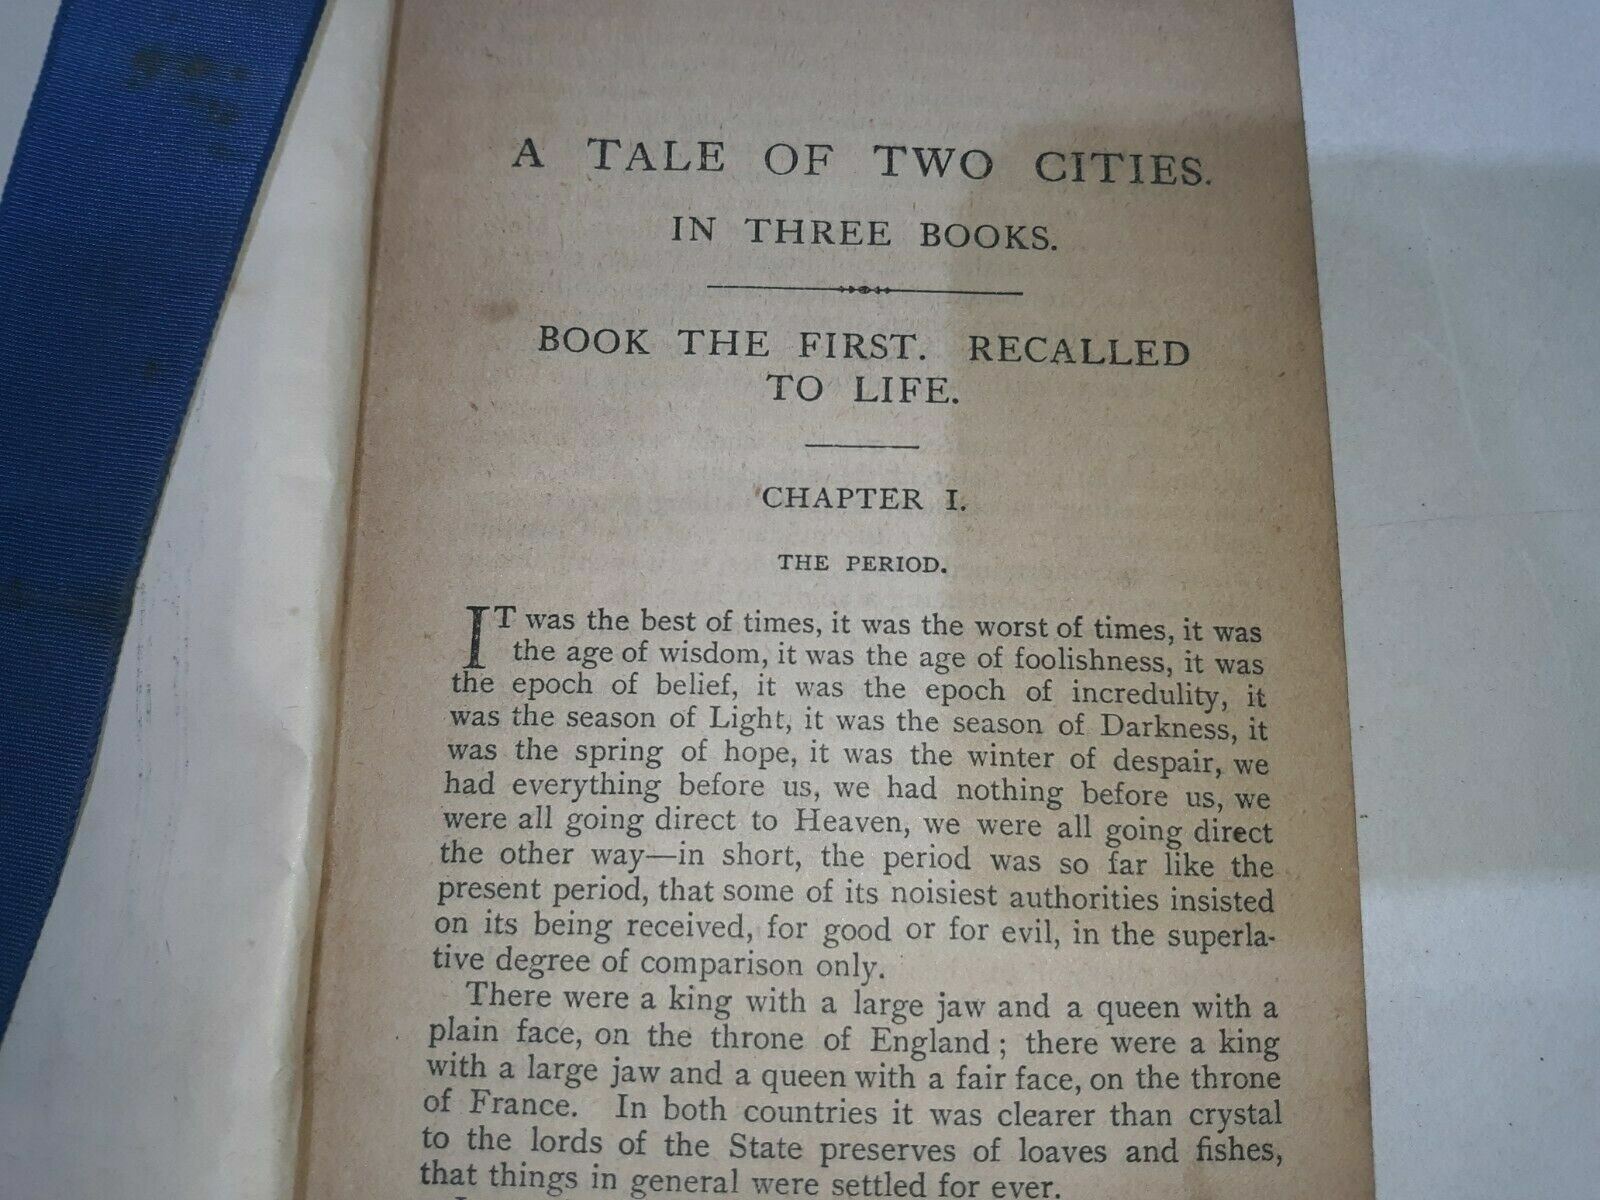 A TALE OF TWO CITIES.
IN THREE BOOKS.
BOOK THE FIRST. RECALLED
TO LIFE.
CHAPTER I.
THE PERIOD.
IT was the best of times, it was the worst of times, it was
the age of wisdom, it was the age of foolishness, it was
the epoch of belief, it was the epoch of incredulity, it
was the season of Light, it was the season of Darkness, it
was the spring of hope, it was the winter of despair, we
had everything before us, we had nothing before us, we
were all going direct to Heaven, we were all going direct
the other way—in short, the period was so far like the
present period, that some of its noisiest authorities insisted
on its being received, for good or for evil, in the superla-
tive degree of comparison only.
There were a king with a large jaw and a queen with a
plain face, on the throne of England; there were a king
with a large jaw and a queen with a fair face, on the throne
of France. In both countries it was clearer than crystal
to the lords of the State preserves of loaves and fishes,
that things in general were settled for ever.